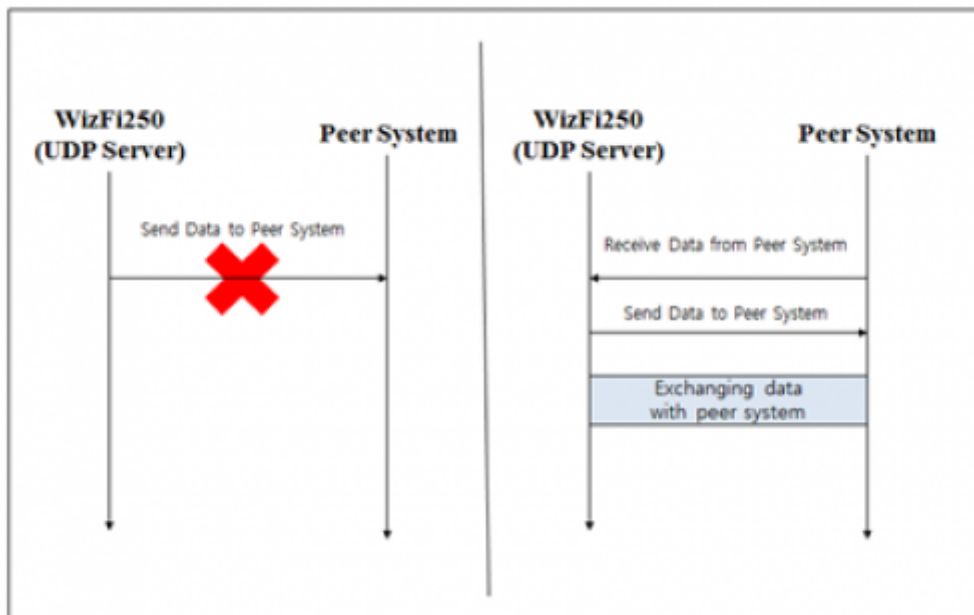 WizFi250
(UDP Server)
Peer System
Send Data to Peer System
WizFi250
(UDP Server)
Peer System
Receive Data from Peer System
Send Data to Peer System
Exchanging data
with peer system